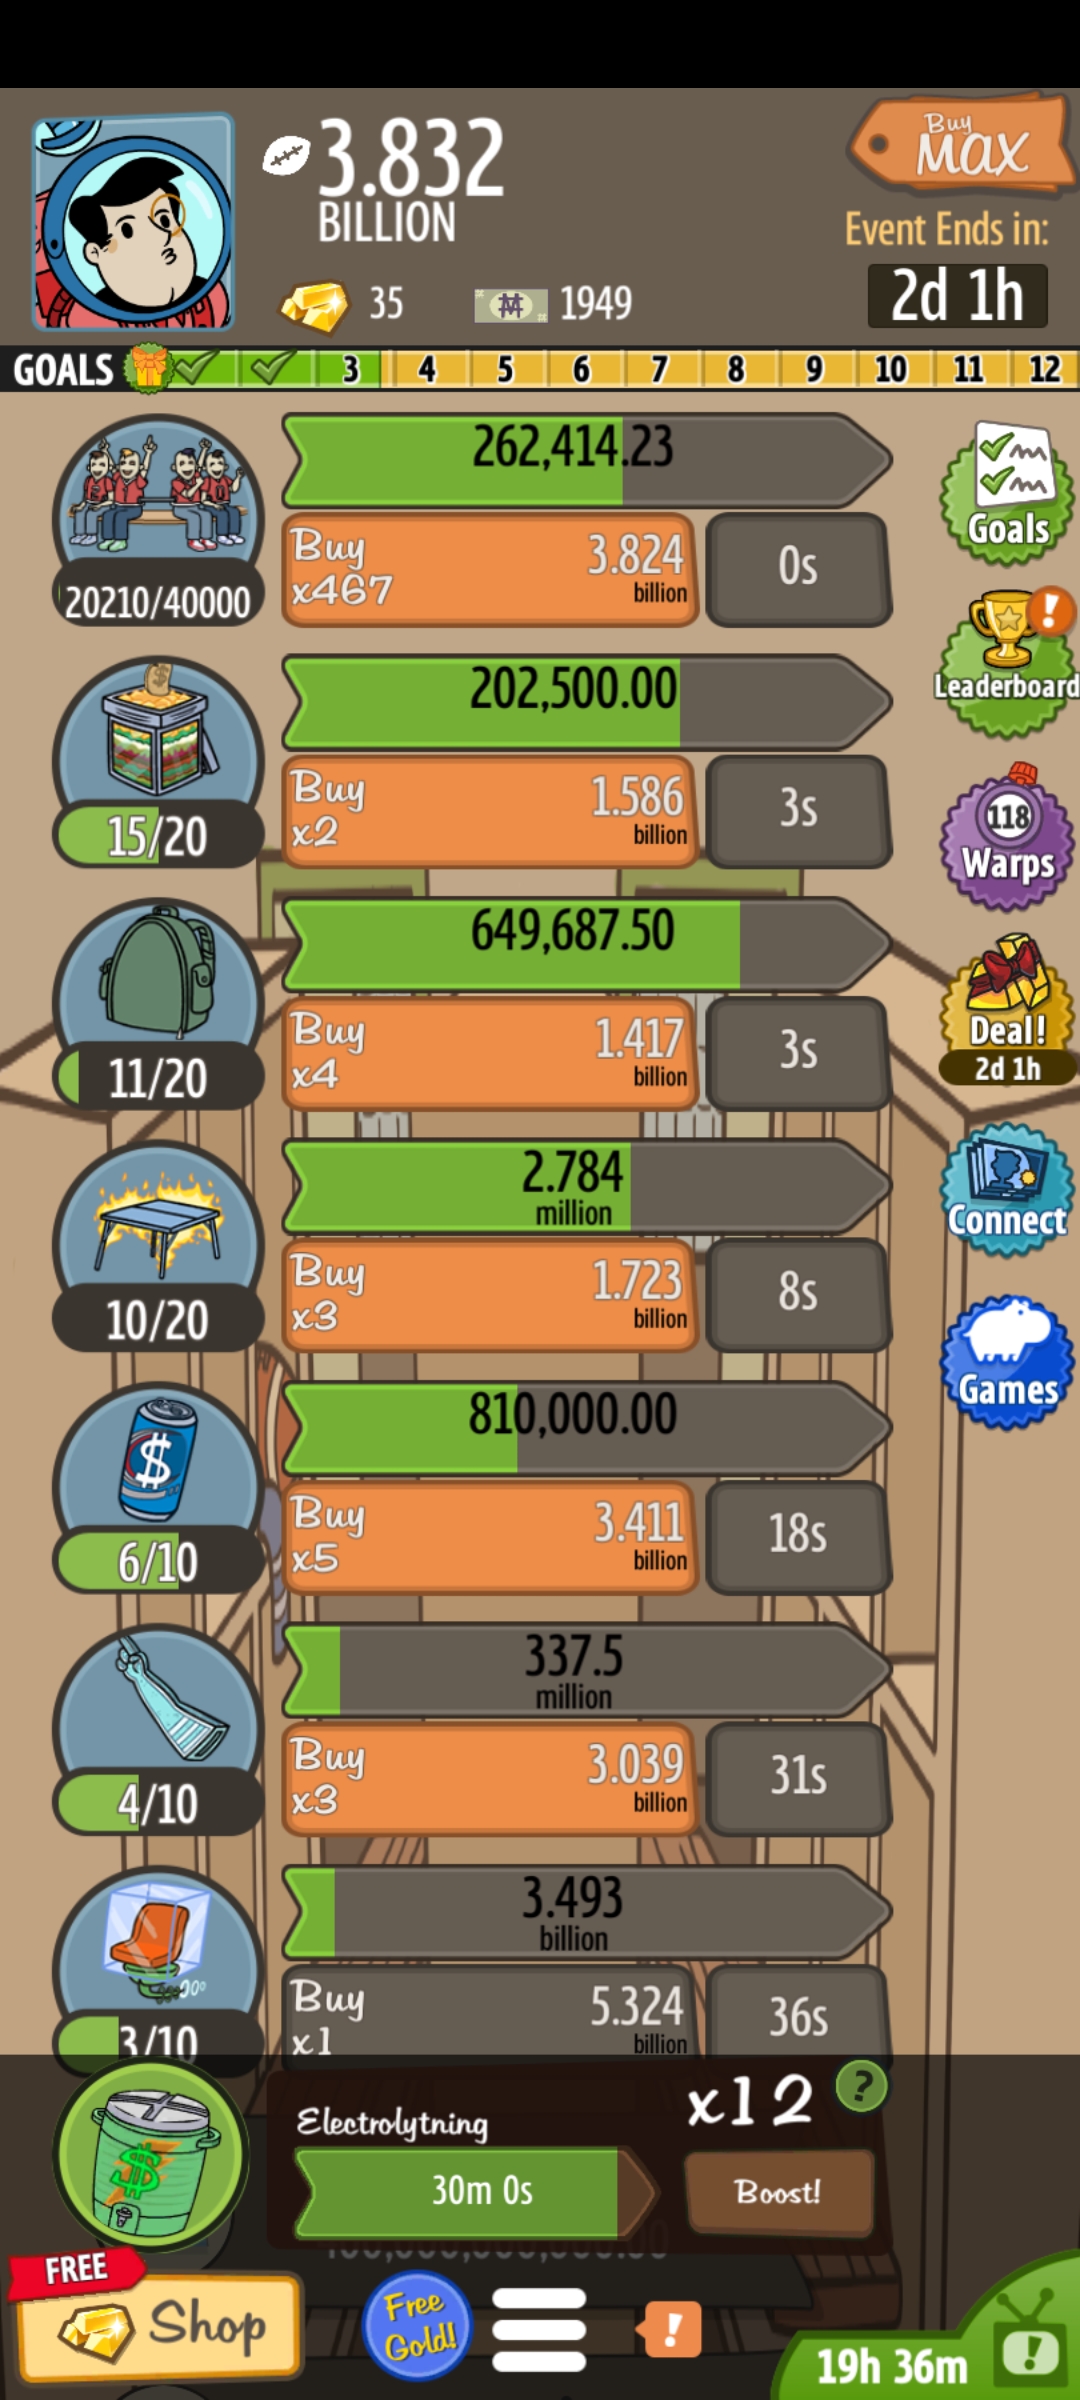 3.832
BILLION
35
1949
Buy
MAX
Event Ends in:
2d 1h
GOALS 3 4 5 6 7 8 9 10 11 12
262,414.23
20210/40000
Buy
x467
3.824
billion
0s
Goals
202,500.00
15/20
Buy
x2
1.586
billion
3s
!
Leaderboard
649,687.50
11/20
Buy
x4
1.417
billion
3s
118
Warps
Deal!
2d 1h
2.784
million
10/20
Buy
x3
1.723
billion
8s
Connect
810,000.00
$
6/10
Buy
x5
3.411
billion
18s
Games
337.5
million
4/10
Buy
x3
3.039
billion
31s
3.493
billion
3/10
Buy
x1
5.324
billion
36s
$
Electrolytning
x12
?
30m 0s
Boost!
FREE
Shop
Free
Gold!
!
19h 36m
!